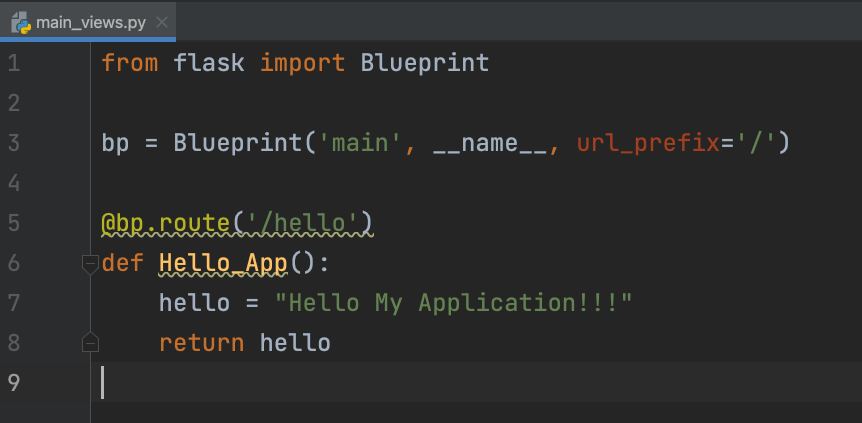 main_views.py
1 from flask import Blueprint
2
3 bp = Blueprint('main', __name__, url_prefix='/')
4
5 @bp.route('/hello')
6 def Hello_App():
7     hello = "Hello My Application!!!"
8     return hello
9